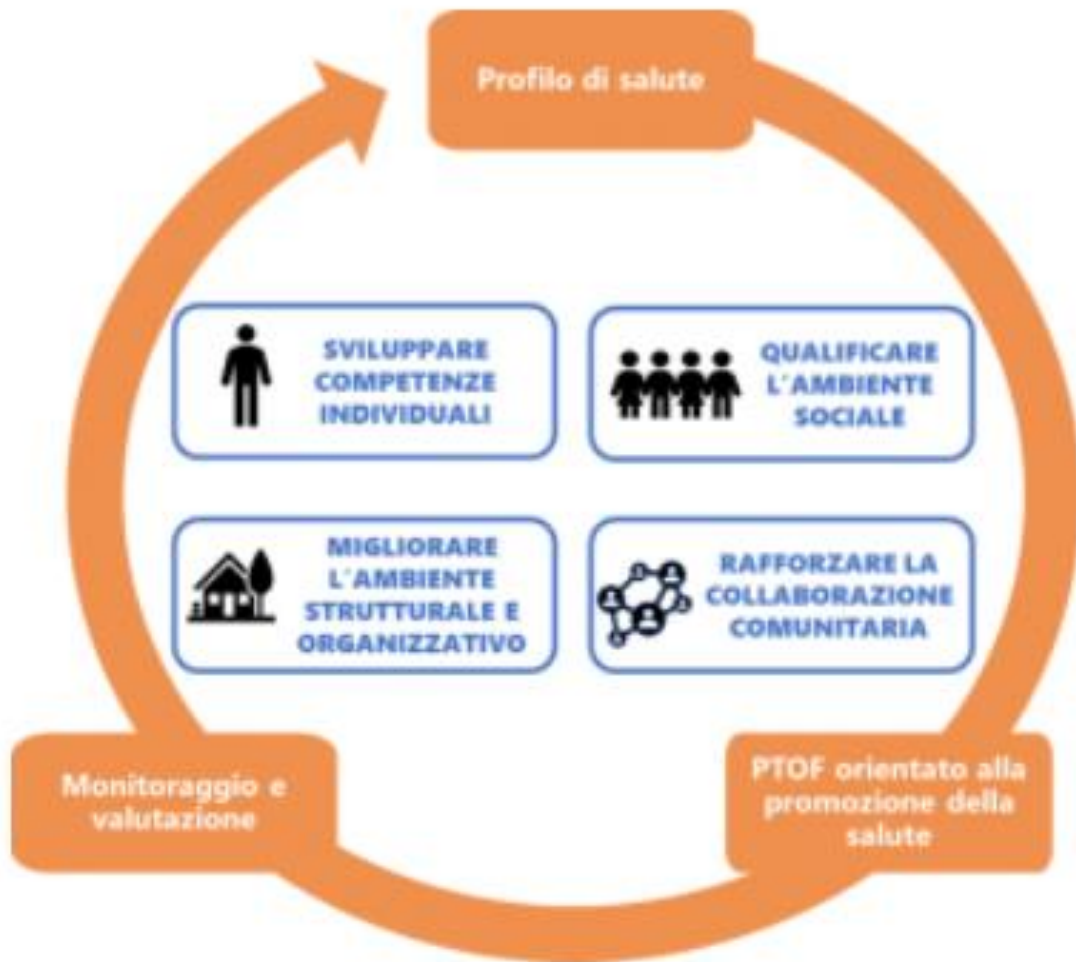 Profilo di salute
SVILUPPARE
COMPETENZE
INDIVIDUALI
QUALIFICARE
L´AMBIENTE
SOCIALE
MIGLIORARE
L´AMBIENTE
STRUTTURALE E
ORGANIZZATIVO
RAFFORZARE LA
COLLABORAZIONE
COMUNITARIA
Monitoraggio e
valutazione
PTOF orientato alla
promozione della
salute